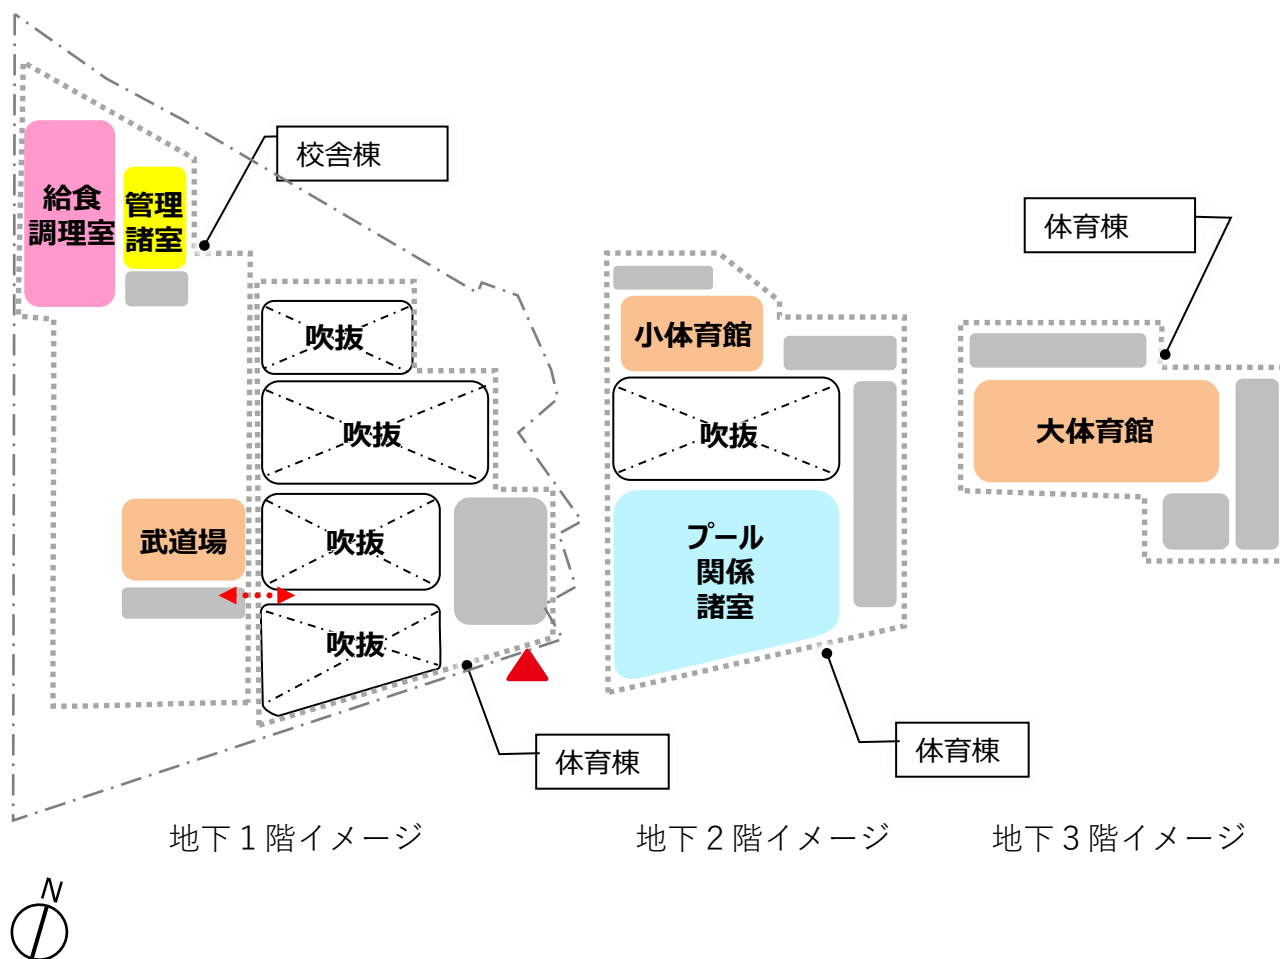 校舎棟
給食
調理室
管理
諸室
吹抜
吹抜
武道場
吹抜
吹抜
体育棟
地下1階イメージ
小体育館
吹抜
プール
関係
諸室
体育棟
地下2階イメージ
体育棟
大体育館
地下3階イメージ
N